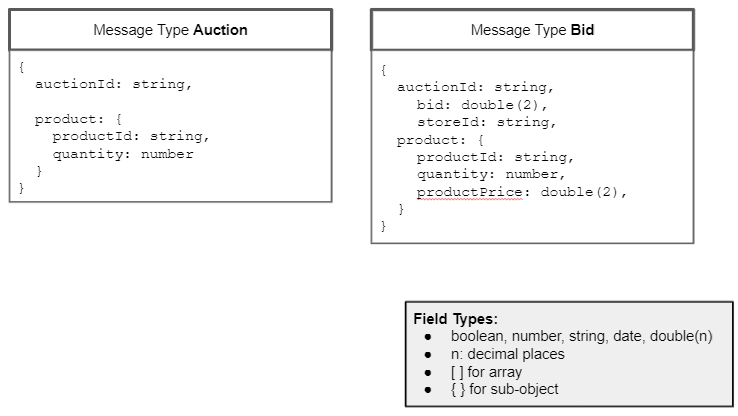 Message Type Auction
{
auctionId: string,
product: {
productId: string,
quantity: number
}
}
Message Type Bid
{
auctionId: string,
bid: double(2),
storeId: string,
product: {
productId: string,
quantity: number,
productPrice: double(2),
}
}
Field Types:
● boolean, number, string, date, double(n)
● n: decimal places
● [ ] for array
● { } for sub-object